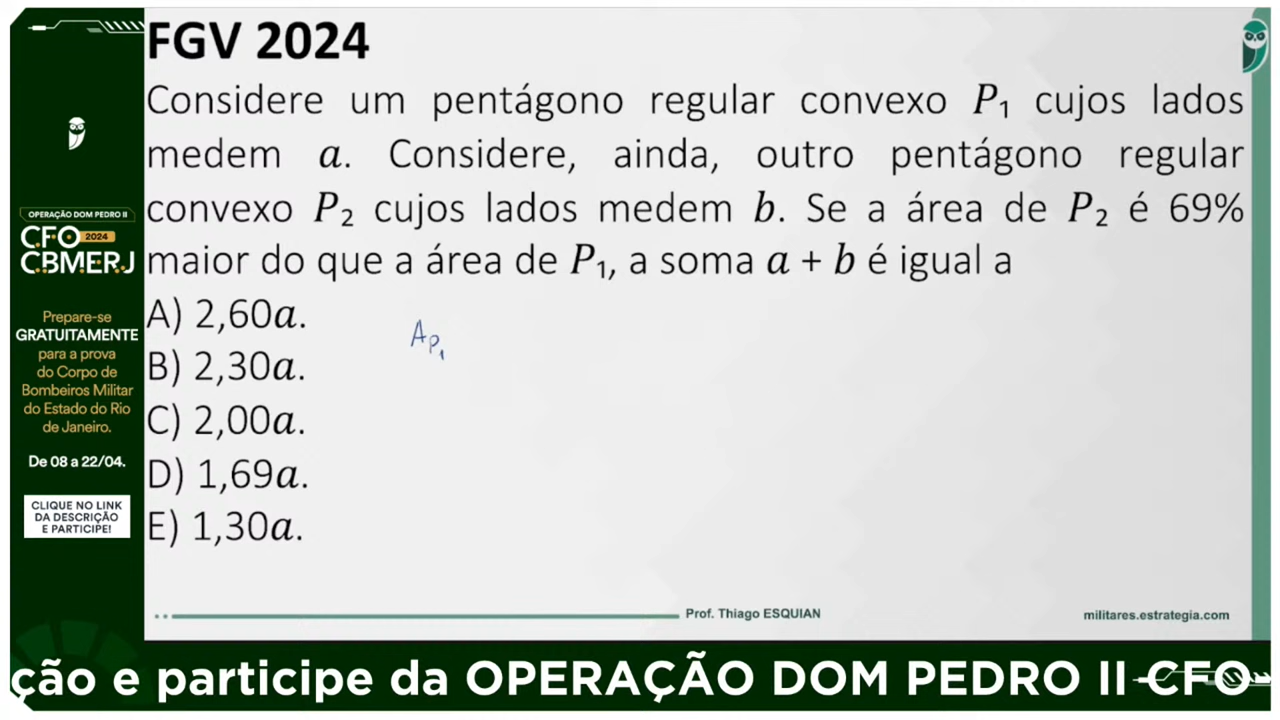 FGV 2024
Considere um pentágono regular convexo P₁ cujos lados
medem a. Considere, ainda, outro pentágono regular
convexo P₂ cujos lados medem b. Se a área de P₂ é 69%
maior do que a área de P₁, a soma a + b é igual a
A) 2,60a.
B) 2,30a.
C) 2,00a.
D) 1,69a.
E) 1,30a.
A_P₁
OPERAÇÃO DOM PEDRO II
CFO 2024
CBMERJ
Prepare-se
GRATUITAMENTE
para a prova
do Corpo de
Bombeiros Militar
do Estado do Rio
de Janeiro.
De 08 a 22/04.
CLIQUE NO LINK
DA DESCRIÇÃO
E PARTICIPE!
Prof. Thiago ESQUIAN
militares.estrategia.com
ção e participe da OPERAÇÃO DOM PEDRO II CFO